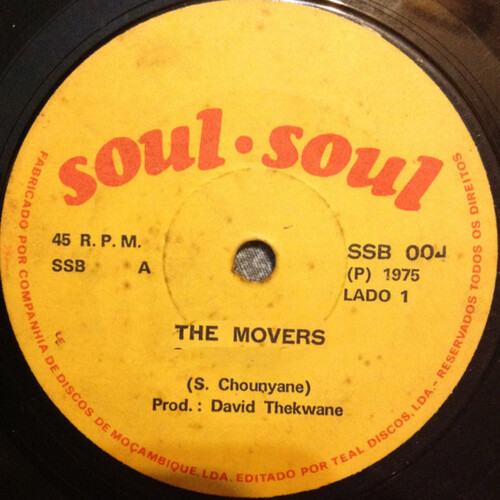 soul·soul
45 R. P. M.
SSB A
SSB 004
(P) 1975
LADO 1
THE MOVERS
(S. Chounyane)
Prod.: David Thekwane
FABRICADO POR COMPANHIA DE DISCOS DE MOÇAMBIQUE, LDA. EDITADO POR TEAL DISCOS, LDA.- RESERVADOS TODOS OS DIREITOS